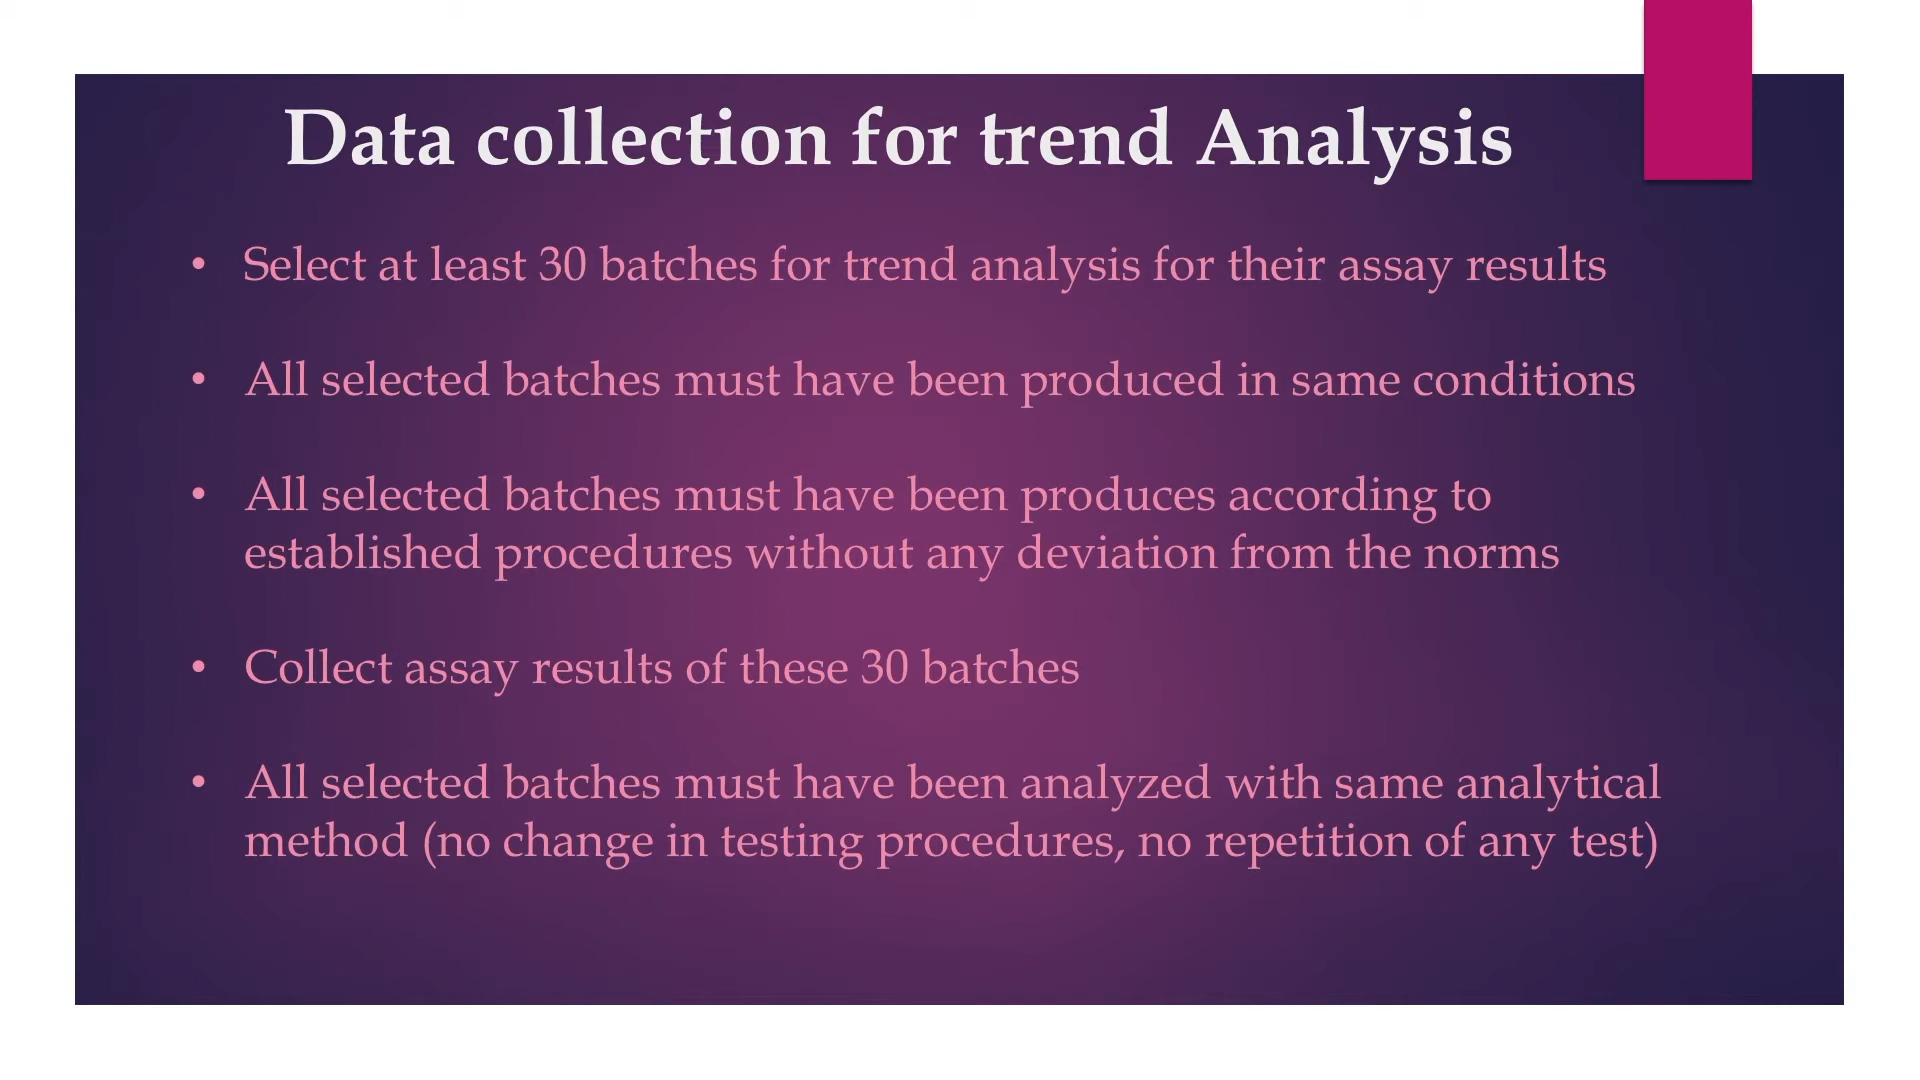 Data collection for trend Analysis
• Select at least 30 batches for trend analysis for their assay results
• All selected batches must have been produced in same conditions
• All selected batches must have been produces according to
established procedures without any deviation from the norms
• Collect assay results of these 30 batches
• All selected batches must have been analyzed with same analytical
method (no change in testing procedures, no repetition of any test)